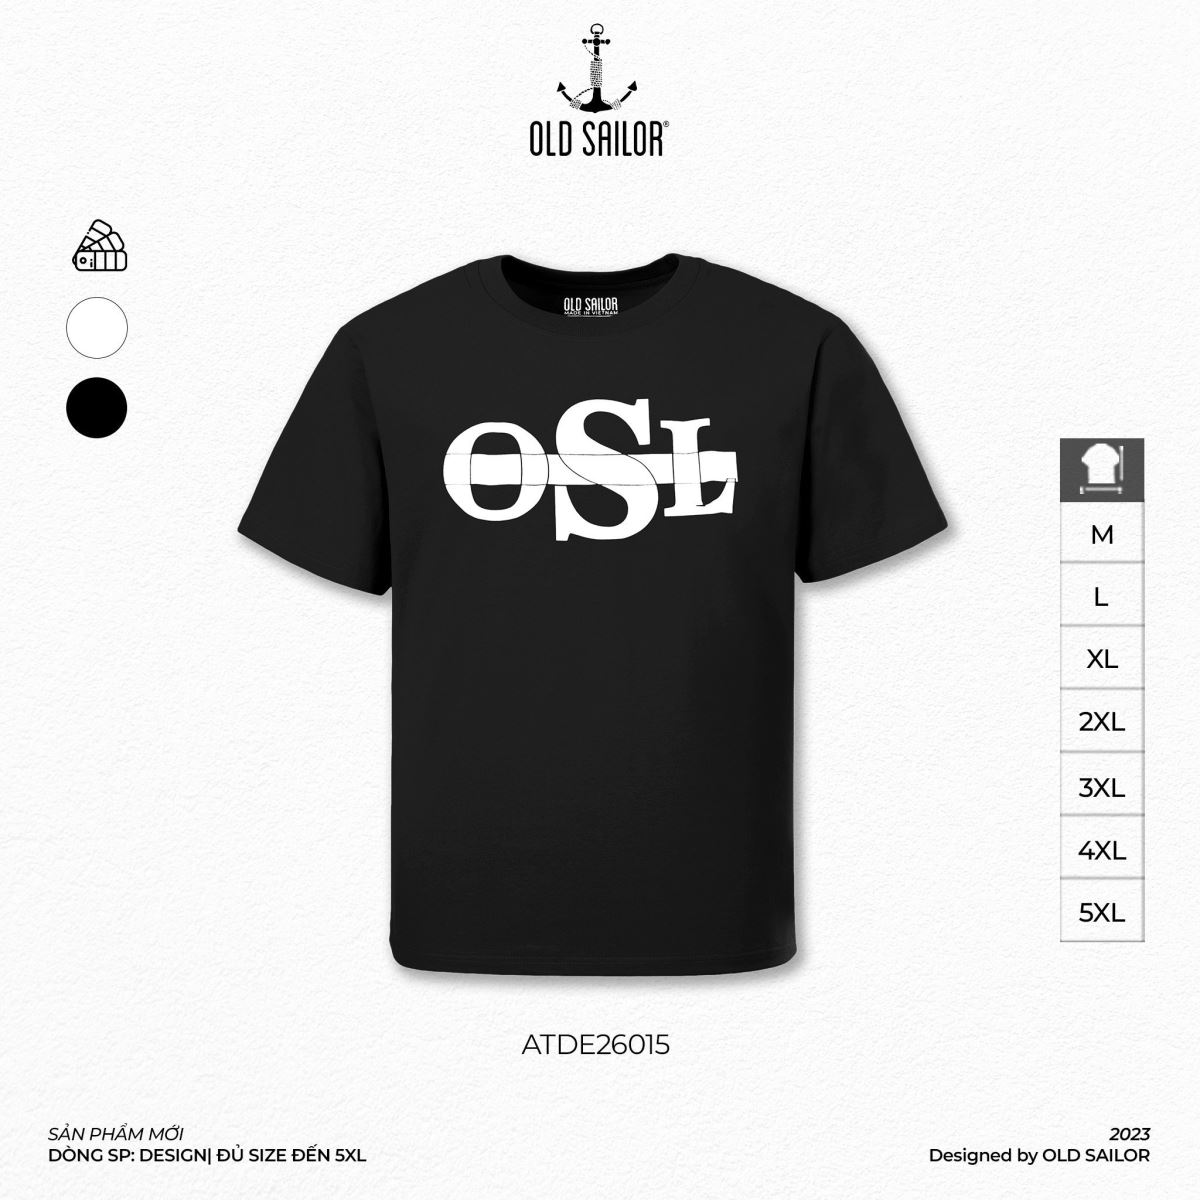 OLD SAILOR®
OLD SAILOR
MADE IN VIETNAM
OSL
M
L
XL
2XL
3XL
4XL
5XL
ATDE26015
SẢN PHẨM MỚI
DÒNG SP: DESIGN| ĐỦ SIZE ĐẾN 5XL
2023
Designed by OLD SAILOR